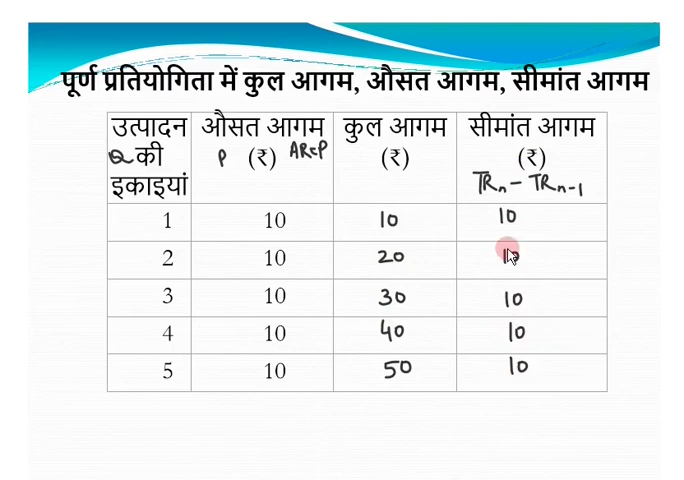 पूर्ण प्रतियोगिता में कुल आगम, औसत आगम, सीमांत आगम
उत्पादन औसत आगम कुल आगम सीमांत आगम
Q की P (₹) AR=P (₹) (₹)
इकाइयां TRn - TRn-1
1 10 10 10
2 10 20 10
3 10 30 10
4 10 40 10
5 10 50 10